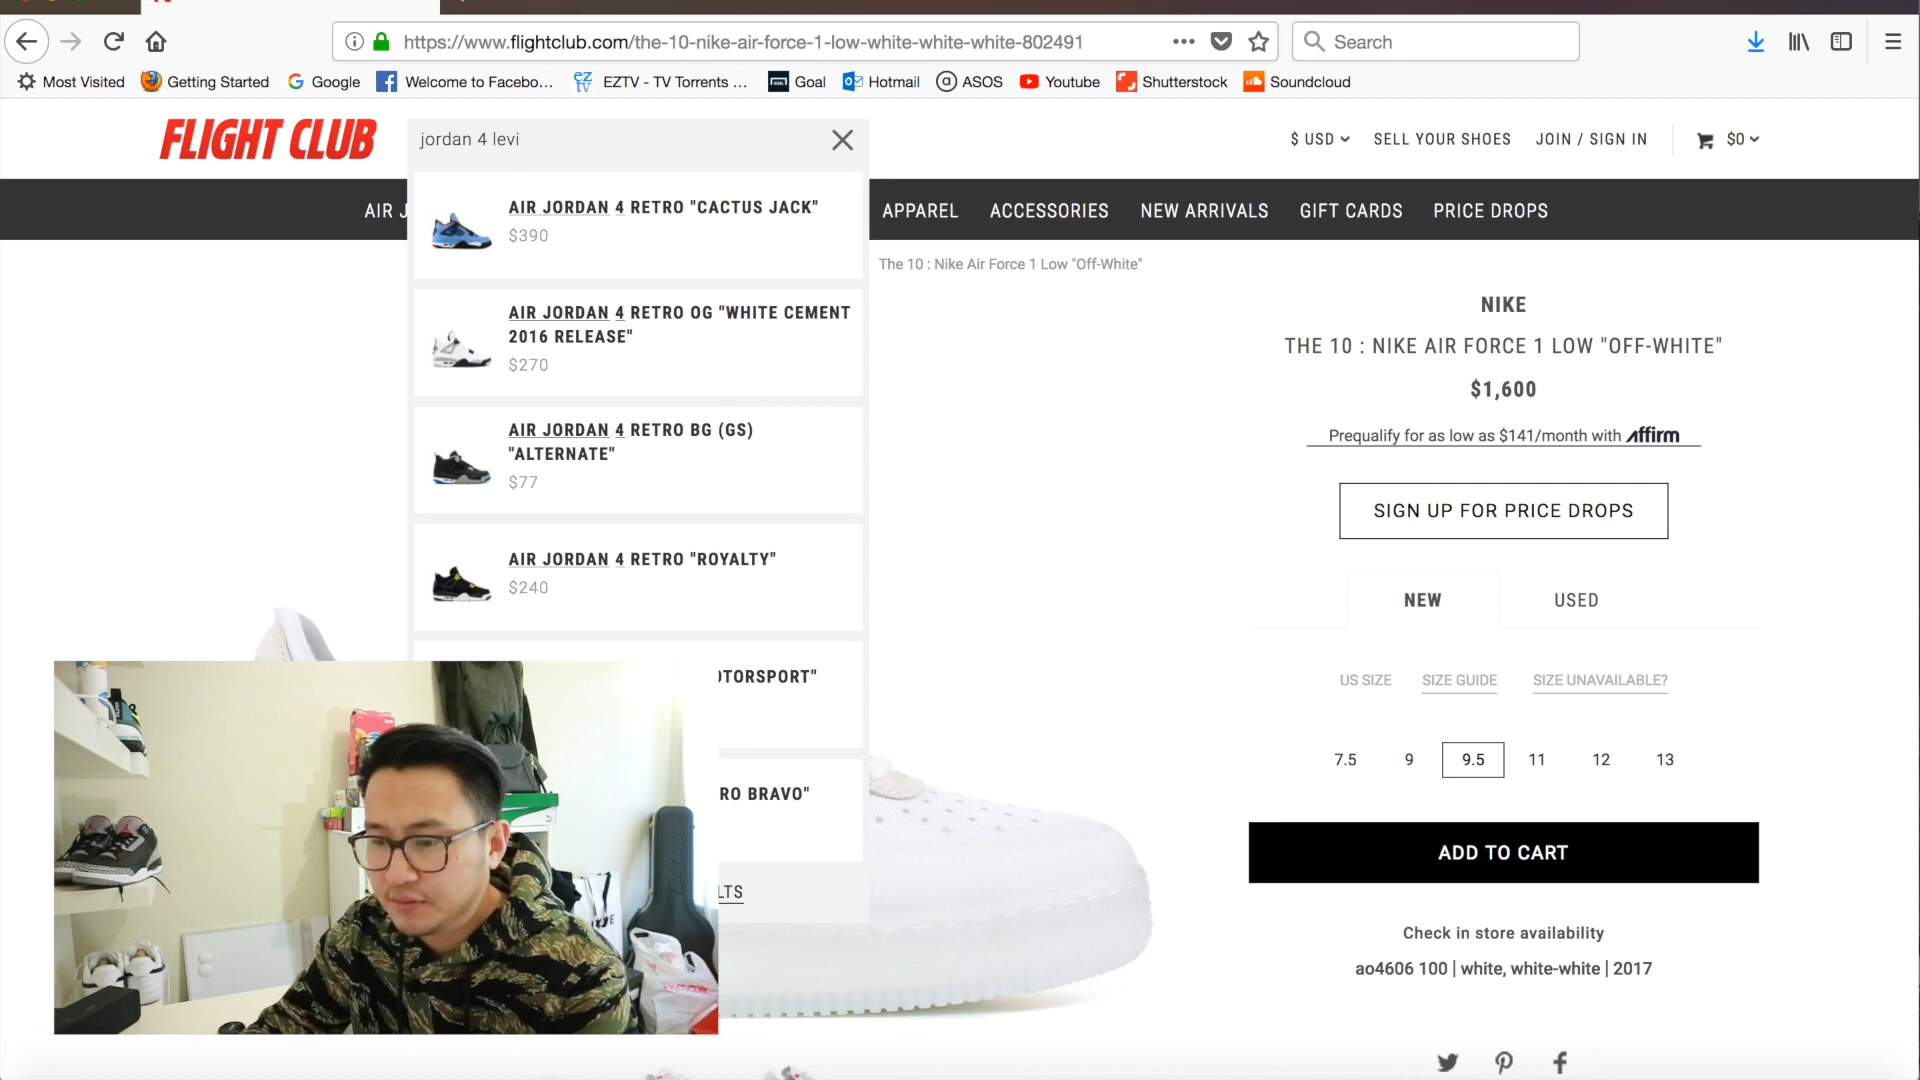 https://www.flightclub.com/the-10-nike-air-force-1-low-white-white-white-802491
Search
Most Visited
Getting Started
Google
Welcome to Facebo...
EZTV - TV Torrents ...
Goal
Hotmail
ASOS
Youtube
Shutterstock
Soundcloud
FLIGHT CLUB
jordan 4 levi
$ USD
SELL YOUR SHOES
JOIN / SIGN IN
$0
AIR J
APPAREL
ACCESSORIES
NEW ARRIVALS
GIFT CARDS
PRICE DROPS
AIR JORDAN 4 RETRO "CACTUS JACK"
$390
AIR JORDAN 4 RETRO OG "WHITE CEMENT
2016 RELEASE"
$270
AIR JORDAN 4 RETRO BG (GS)
"ALTERNATE"
$77
AIR JORDAN 4 RETRO "ROYALTY"
$240
OTORSPORT"
RO BRAVO"
LTS
The 10 : Nike Air Force 1 Low "Off-White"
NIKE
THE 10 : NIKE AIR FORCE 1 LOW "OFF-WHITE"
$1,600
Prequalify for as low as $141/month with affirm
SIGN UP FOR PRICE DROPS
NEW
USED
US SIZE
SIZE GUIDE
SIZE UNAVAILABLE?
7.5
9
9.5
11
12
13
ADD TO CART
Check in store availability
ao4606 100 | white, white-white | 2017